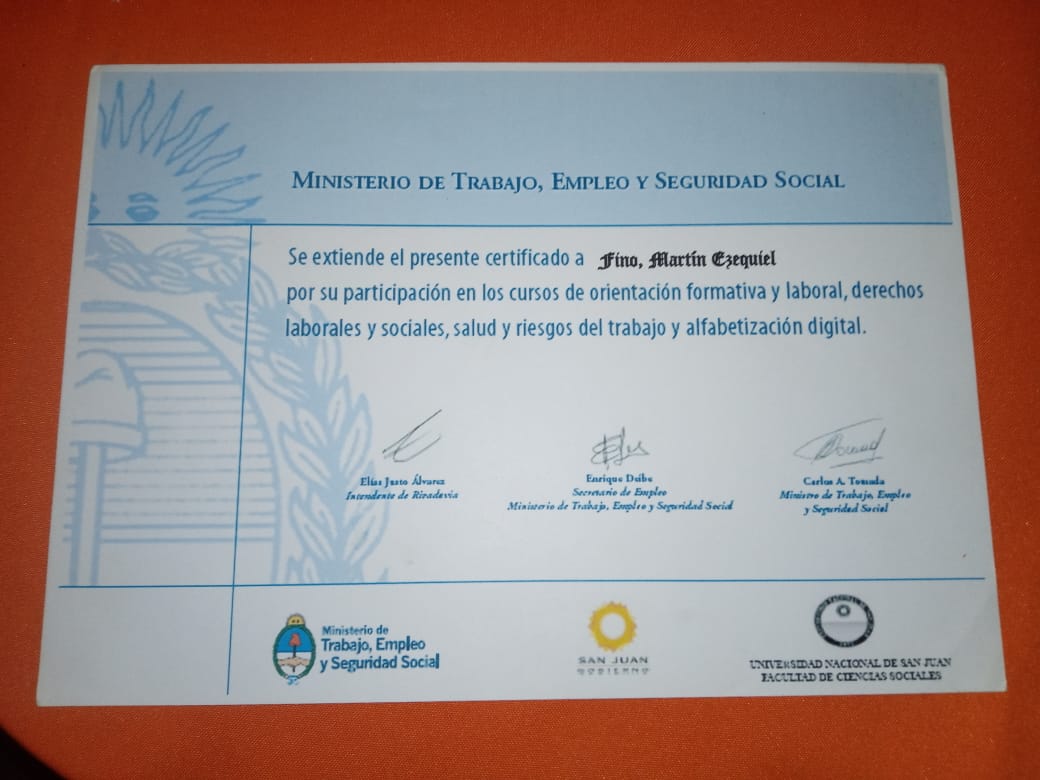 MINISTERIO DE TRABAJO, EMPLEO Y SEGURIDAD SOCIAL
Se extiende el presente certificado a Fino, Martín Ezequiel
por su participación en los cursos de orientación formativa y laboral, derechos
laborales y sociales, salud y riesgos del trabajo y alfabetización digital.
Elías Justo Álvarez
Intendente de Rivadavia
Enrique Deibe
Secretario de Empleo
Ministerio de Trabajo, Empleo y Seguridad Social
Carlos A. Tomada
Ministro de Trabajo, Empleo
y Seguridad Social
Ministerio de
Trabajo, Empleo
y Seguridad Social
SAN JUAN
GOBIERNO
UNIVERSIDAD NACIONAL DE SAN JUAN
FACULTAD DE CIENCIAS SOCIALES